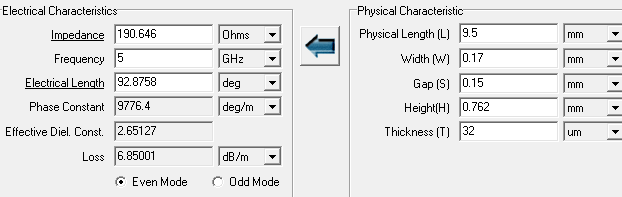 Electrical Characteristics
Impedance 190.646 Ohms
Frequency 5 GHz
Electrical Length 92.8758 deg
Phase Constant 9776.4 deg/m
Effective Diel. Const. 2.65127
Loss 6.85001 dB/m
Even Mode Odd Mode
Physical Characteristic
Physical Length (L) 9.5 mm
Width (W) 0.17 mm
Gap (S) 0.15 mm
Height(H) 0.762 mm
Thickness (T) 32 um